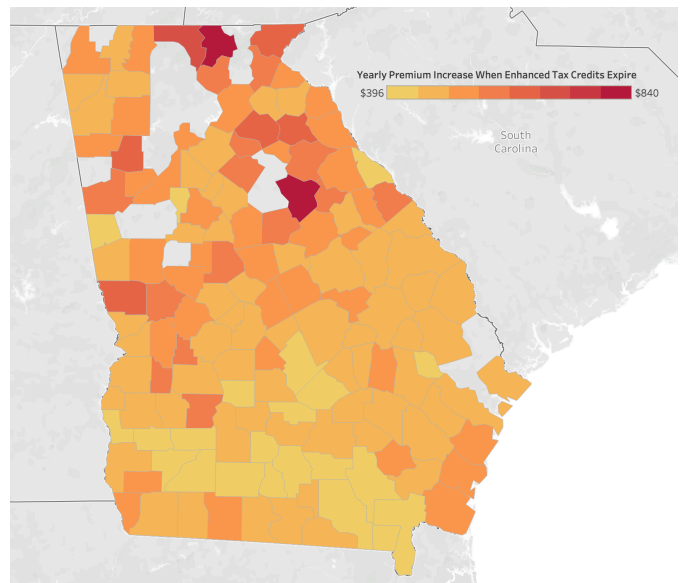 Yearly Premium Increase When Enhanced Tax Credits Expire
$396 $840
South
Carolina